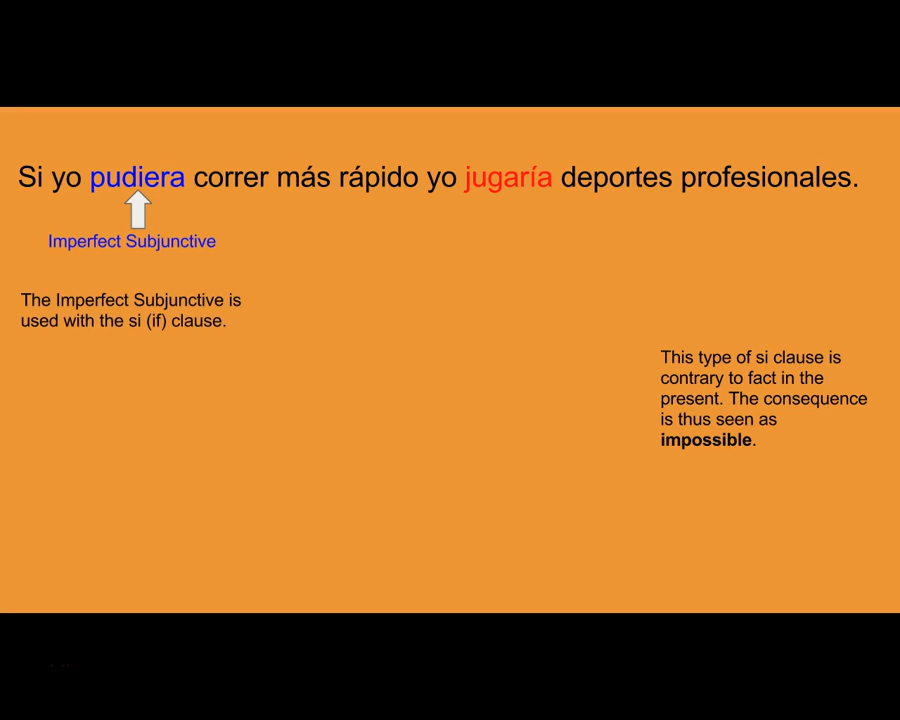 Si yo pudiera correr más rápido yo jugaría deportes profesionales.
Imperfect Subjunctive
The Imperfect Subjunctive is
used with the si (if) clause.
This type of si clause is
contrary to fact in the
present. The consequence
is thus seen as
impossible.